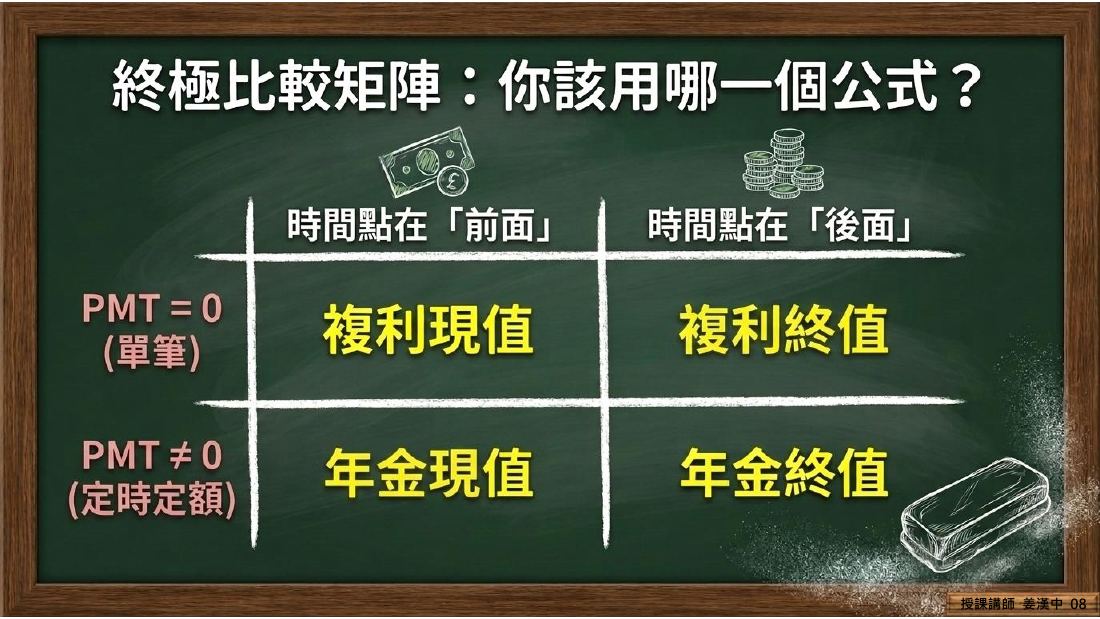 終極比較矩陣：你該用哪一個公式？
時間點在「前面」
時間點在「後面」
PMT = 0
(單筆)
複利現值
複利終值
PMT ≠ 0
(定時定額)
年金現值
年金終值
授課講師 姜漢中 08